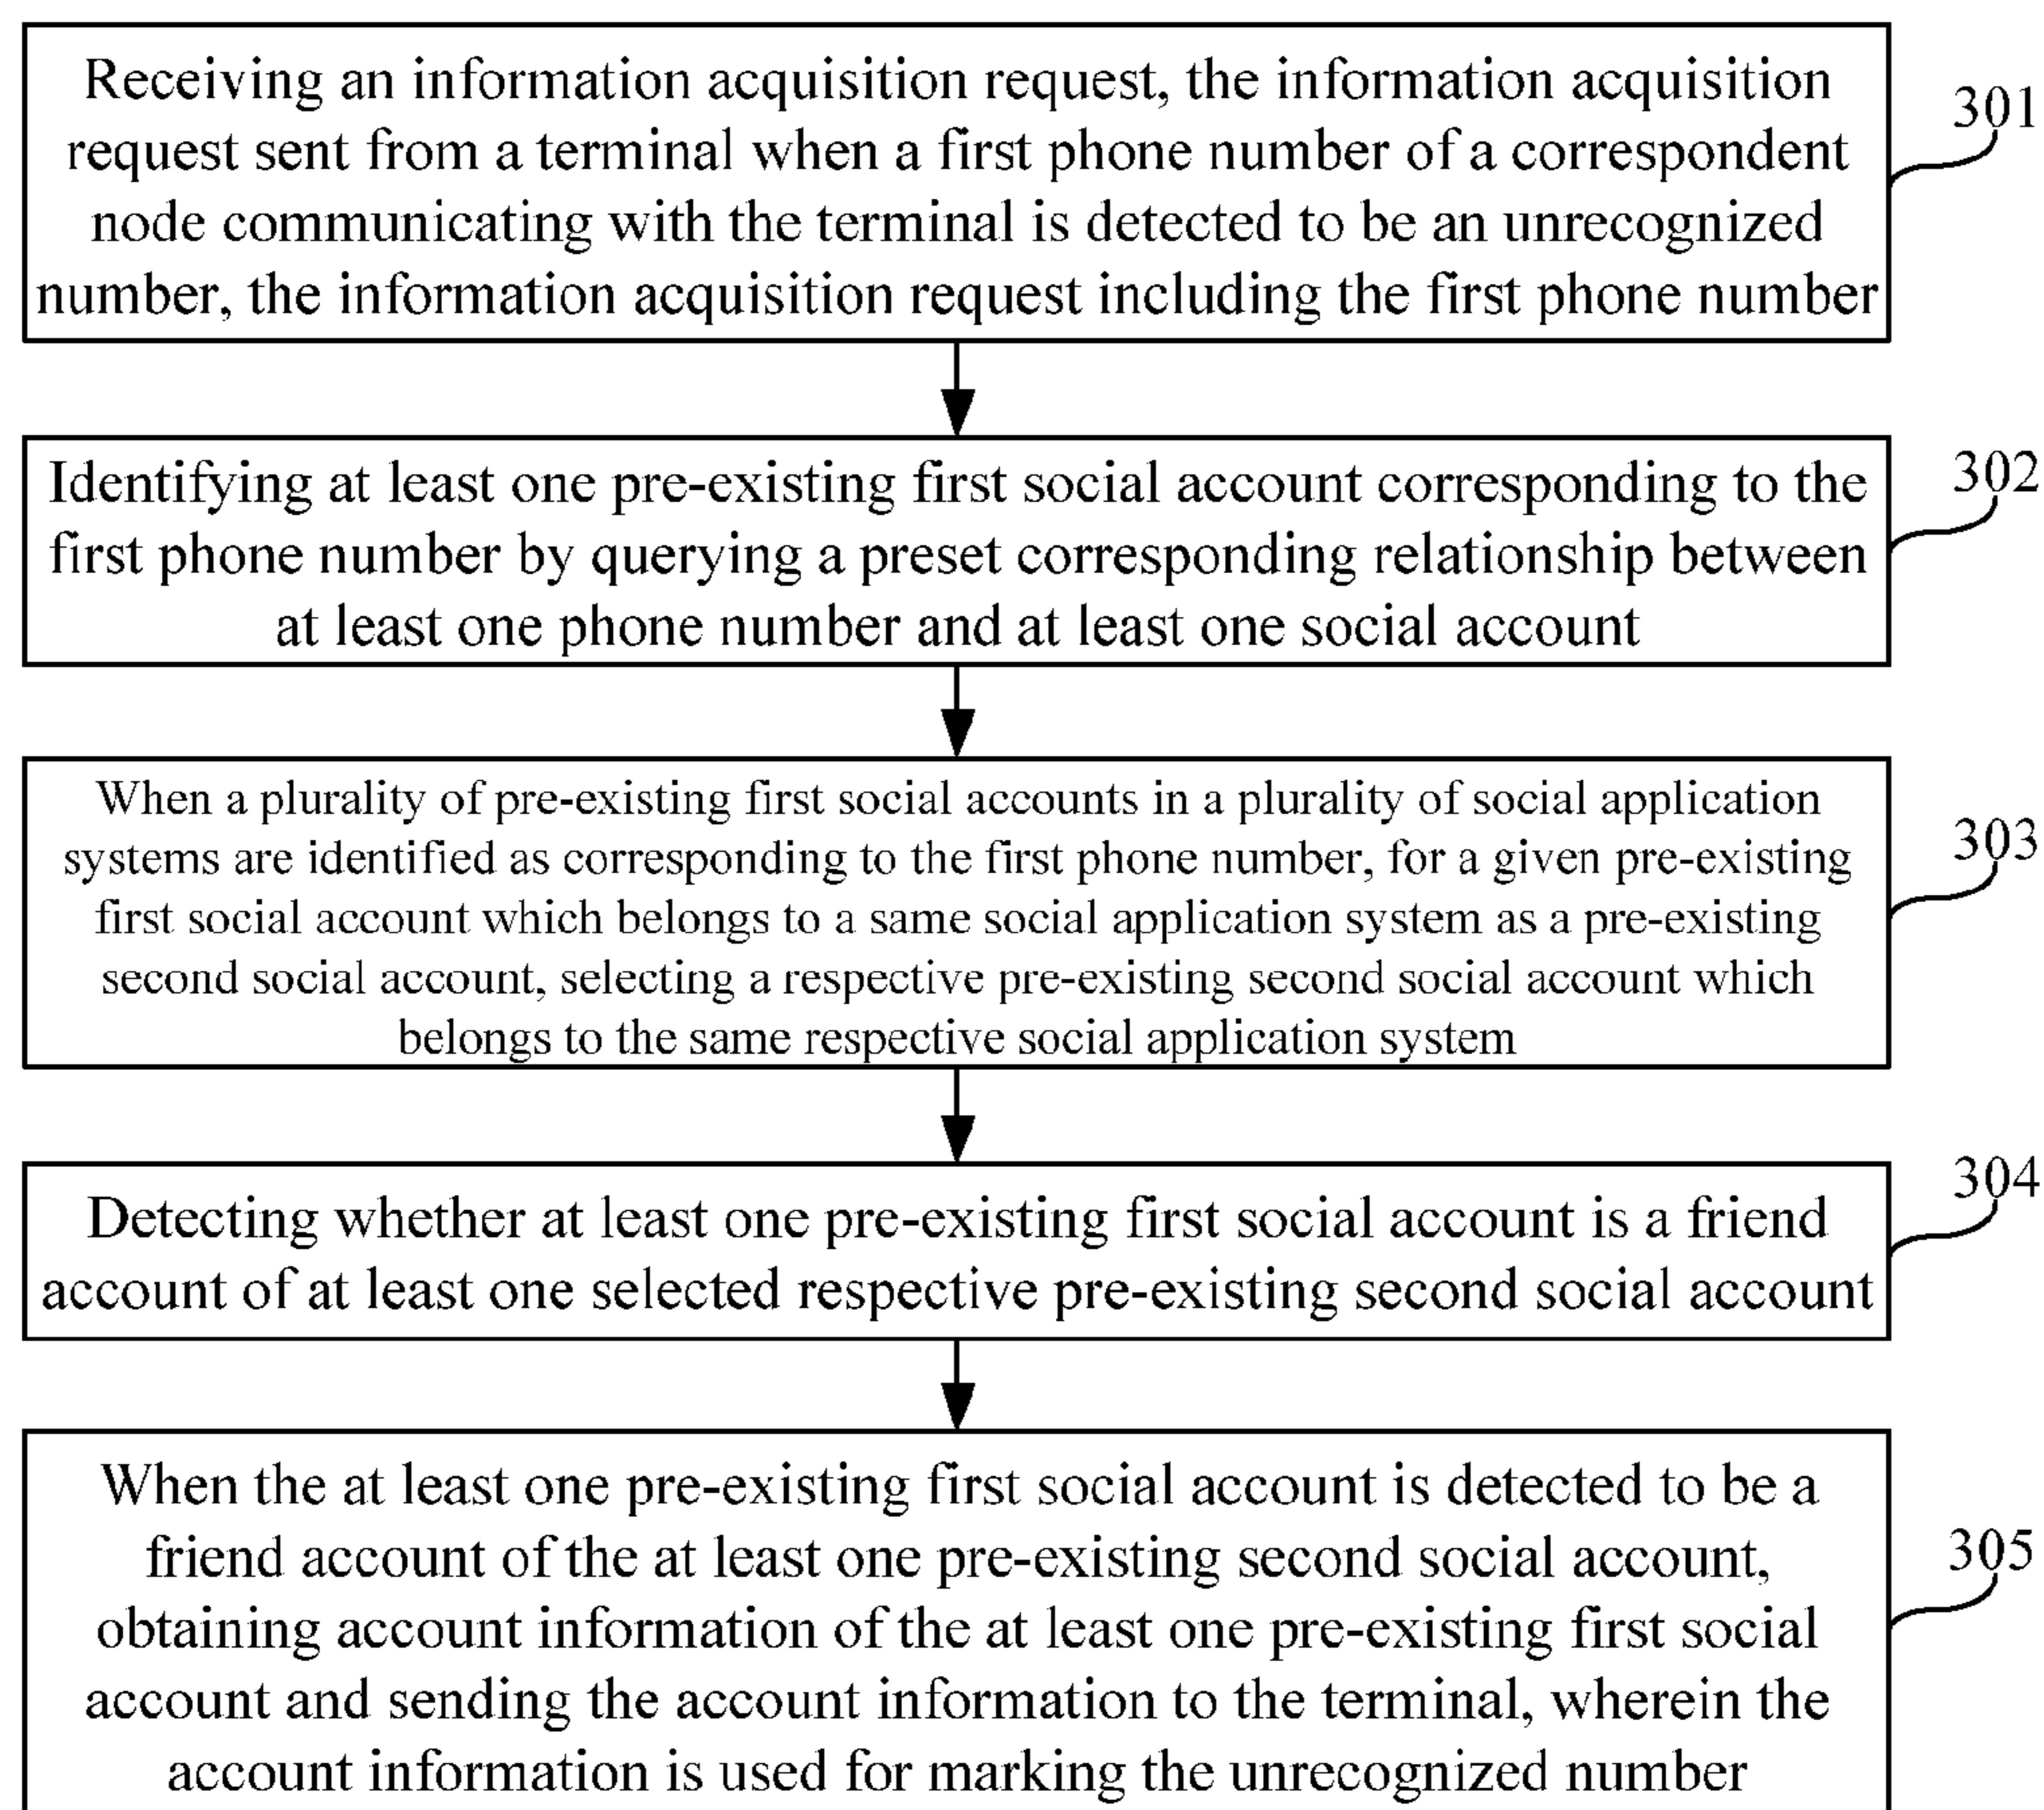 Receiving an information acquisition request, the information acquisition
request sent from a terminal when a first phone number of a correspondent
node communicating with the terminal is detected to be an unrecognized
number, the information acquisition request including the first phone number
301
Identifying at least one pre-existing first social account corresponding to the
first phone number by querying a preset corresponding relationship between
at least one phone number and at least one social account
302
When a plurality of pre-existing first social accounts in a plurality of social application
systems are identified as corresponding to the first phone number, for a given pre-existing
first social account which belongs to a same social application system as a pre-existing
second social account, selecting a respective pre-existing second social account which
belongs to the same respective social application system
303
Detecting whether at least one pre-existing first social account is a friend
account of at least one selected respective pre-existing second social account
304
When the at least one pre-existing first social account is detected to be a
friend account of the at least one pre-existing second social account,
obtaining account information of the at least one pre-existing first social
account and sending the account information to the terminal, wherein the
account information is used for marking the unrecognized number
305